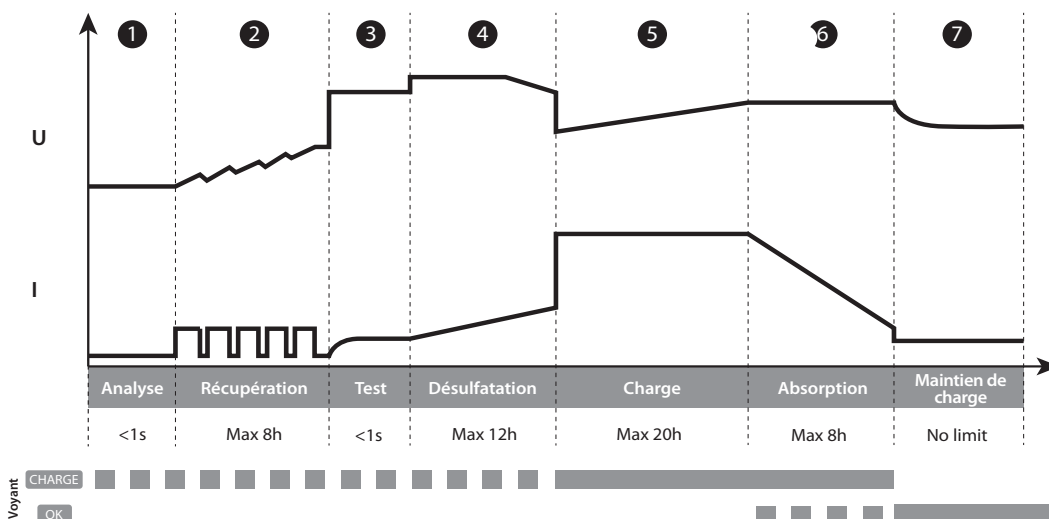 1 2 3 4 5 6 7
U
I
Analyse Récupération Test Désulfatation Charge Absorption Maintien de charge
<1s Max 8h <1s Max 12h Max 20h Max 8h No limit
Voyant
CHARGE
OK